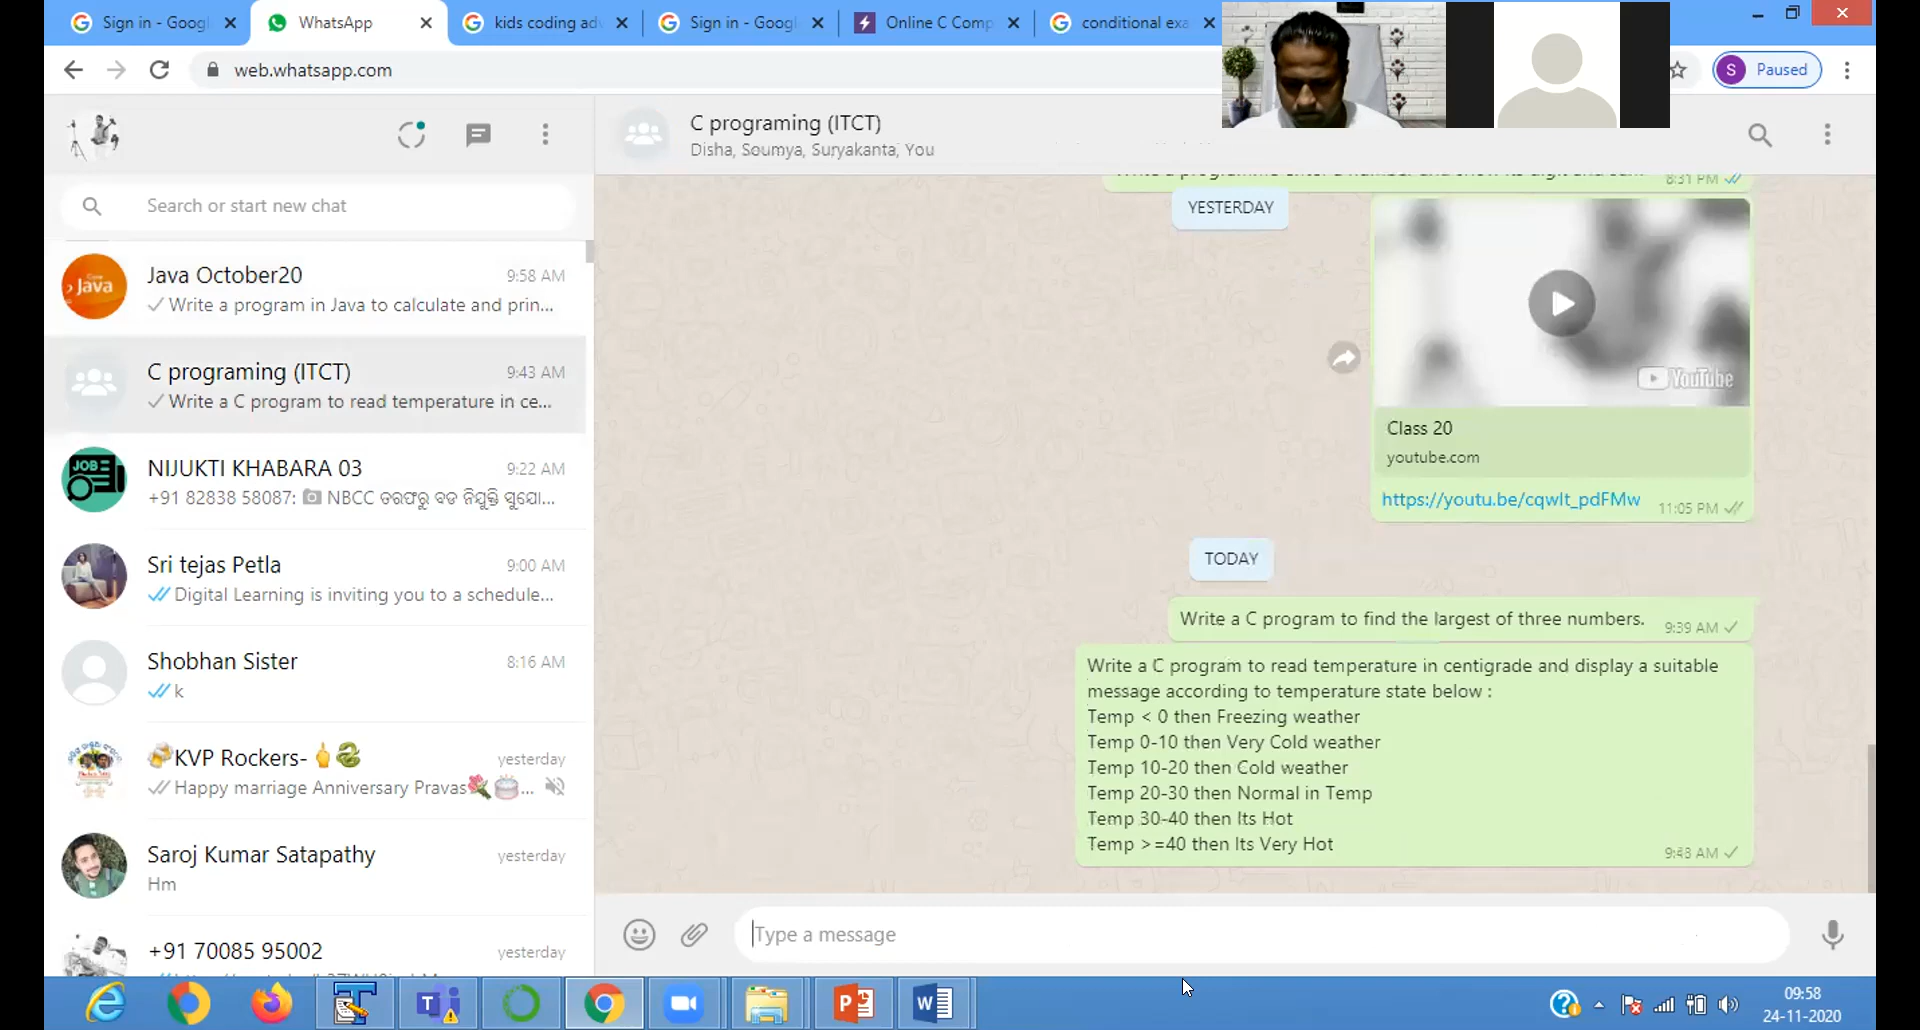 Sign in - Googl
WhatsApp
kids coding adv
Sign in - Googl
Online C Comp
conditional exa
web.whatsapp.com
S Paused
C programing (ITCT)
Disha, Soumya, Suryakanta, You
Search or start new chat
Java October20 9:58 AM
Write a program in Java to calculate and prin...
C programing (ITCT) 9:43 AM
Write a C program to read temperature in ce...
NIJUKTI KHABARA 03 9:22 AM
+91 82838 58087: NBCC ତରଫରୁ ବଡ ନିଯୁକ୍ତି ସୁଯୋ...
Sri tejas Petla 9:00 AM
Digital Learning is inviting you to a schedule...
Shobhan Sister 8:16 AM
k
KVP Rockers- yesterday
Happy marriage Anniversary Pravas🌹🎂...
Saroj Kumar Satapathy yesterday
Hm
+91 70085 95002 yesterday
Java
JOB
8:31 PM
YESTERDAY
YouTube
Class 20
youtube.com
https://youtu.be/cqwIt_pdFMw 11:05 PM
TODAY
Write a C program to find the largest of three numbers. 9:39 AM
Write a C program to read temperature in centigrade and display a suitable
message according to temperature state below :
Temp < 0 then Freezing weather
Temp 0-10 then Very Cold weather
Temp 10-20 then Cold weather
Temp 20-30 then Normal in Temp
Temp 30-40 then Its Hot
Temp >=40 then Its Very Hot
9:43 AM
Type a message
09:58
24-11-2020